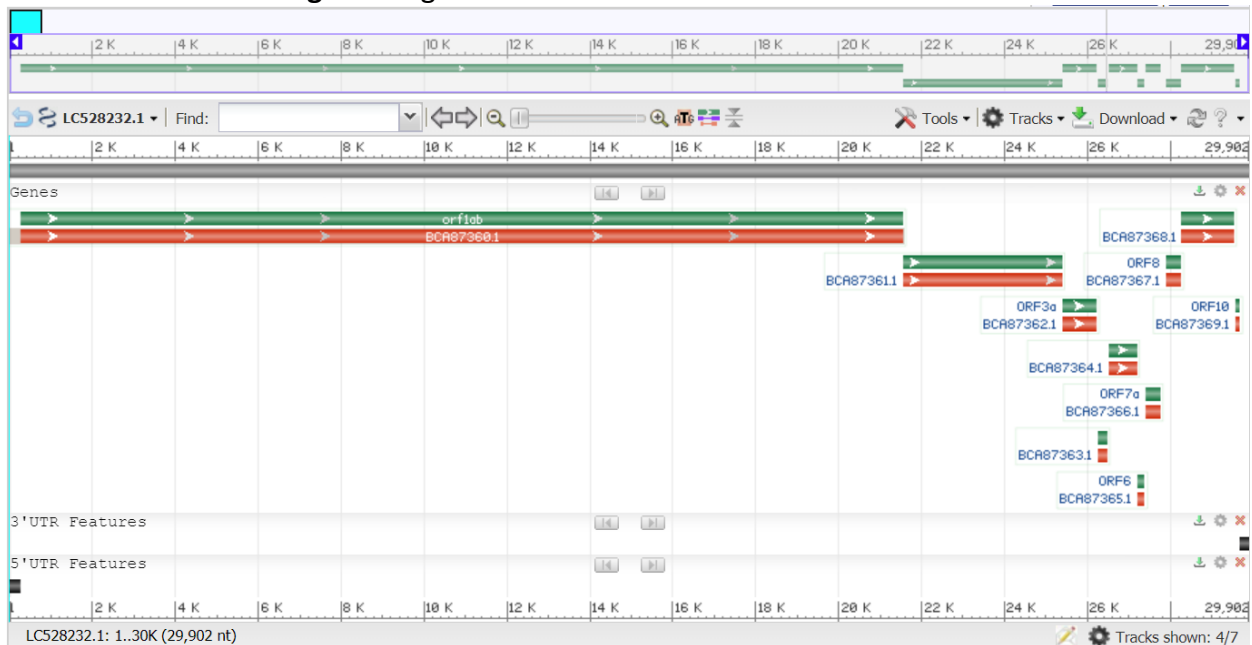 2 K 4 K 6 K 8 K 10 K 12 K 14 K 16 K 18 K 20 K 22 K 24 K 26 K 29,90
LC528232.1 Find: ATG Tools Tracks Download ?
1 2 K 4 K 6 K 8 K 10 K 12 K 14 K 16 K 18 K 20 K 22 K 24 K 26 K 29,902
Genes
orf1ab
BCA87360.1
BCA87368.1
ORF8
BCA87361.1 BCA87367.1
ORF3a ORF10
BCA87362.1 BCA87369.1
BCA87364.1
ORF7a
BCA87366.1
BCA87363.1
ORF6
BCA87365.1
3'UTR Features
5'UTR Features
1 2 K 4 K 6 K 8 K 10 K 12 K 14 K 16 K 18 K 20 K 22 K 24 K 26 K 29,902
LC528232.1: 1..30K (29,902 nt) Tracks shown: 4/7